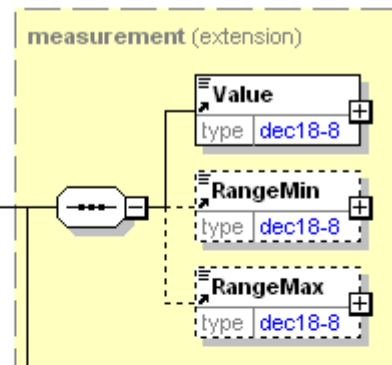 measurement (extension)
Value
type dec18-8
RangeMin
type dec18-8
RangeMax
type dec18-8